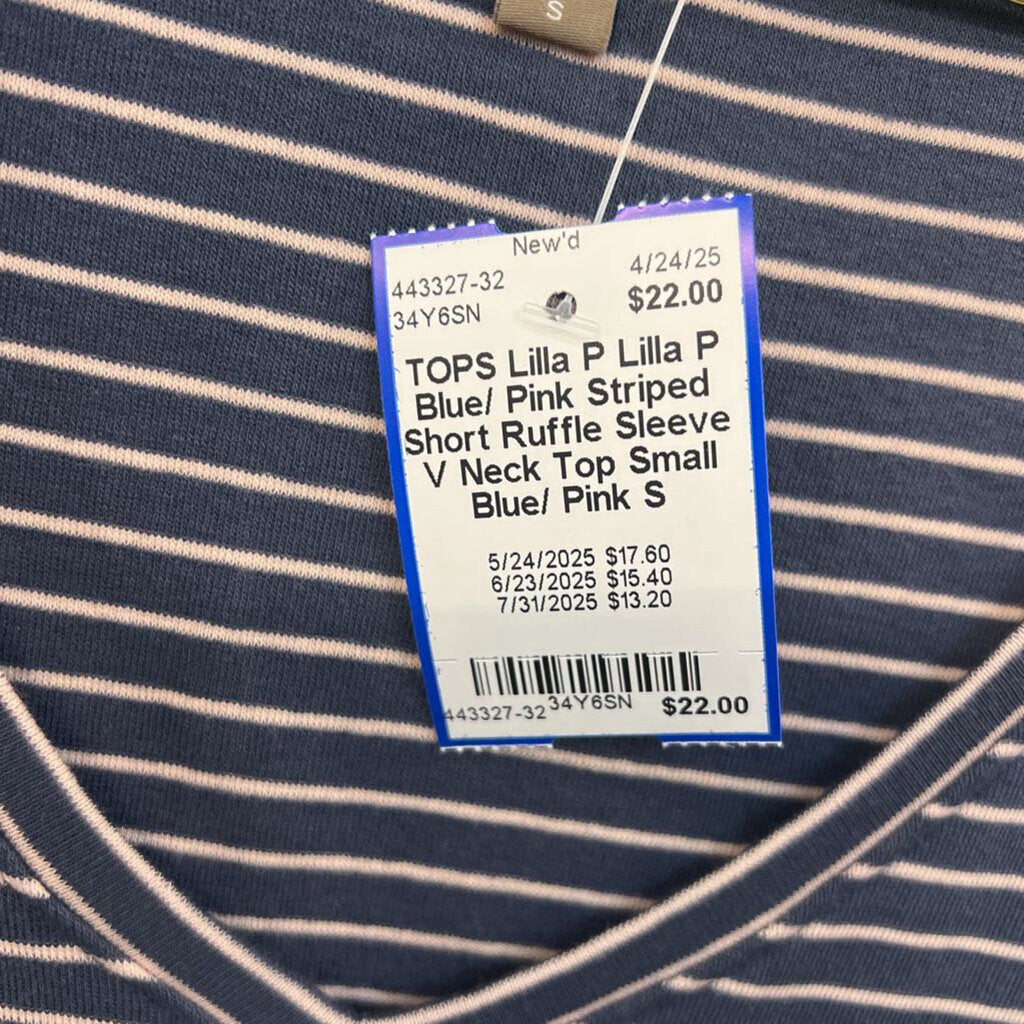 S
New'd
443327-32
4/24/25
34Y6SN
$22.00
TOPS Lilla P Lilla P
Blue/ Pink Striped
Short Ruffle Sleeve
V Neck Top Small
Blue/ Pink S
5/24/2025 $17.60
6/23/2025 $15.40
7/31/2025 $13.20
443327-32 34Y6SN $22.00